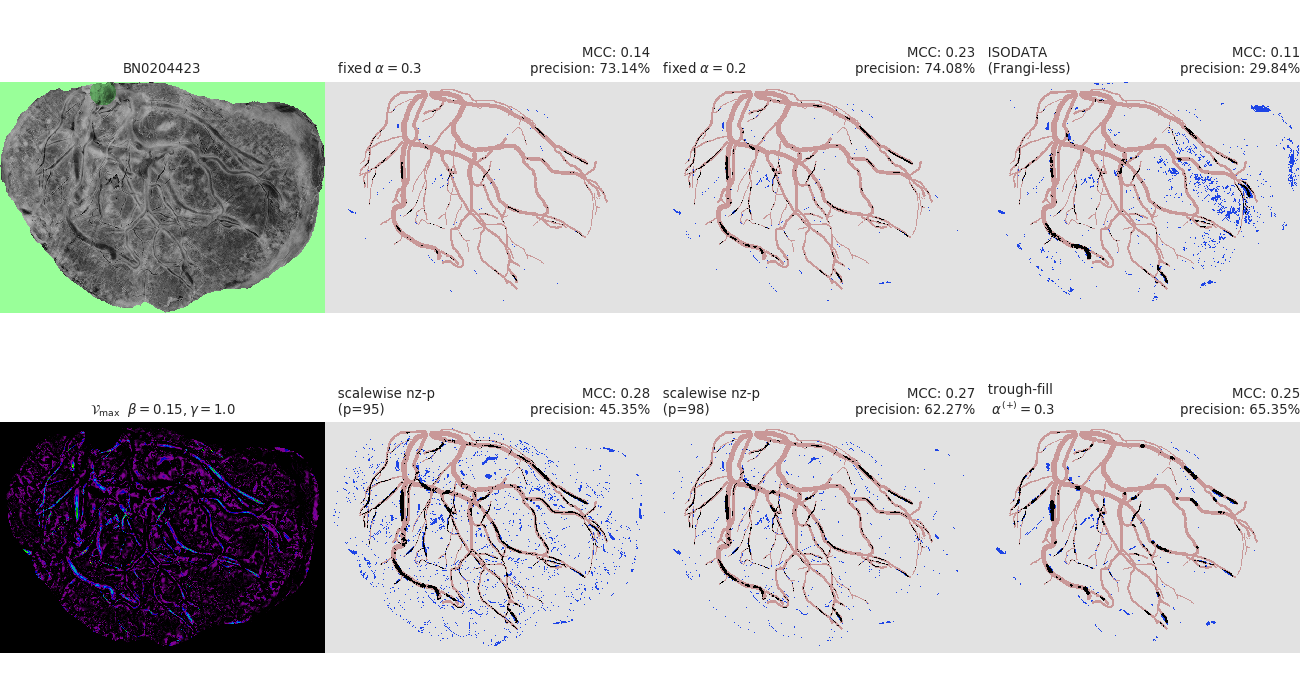 BN0204423
fixed α = 0.3
MCC: 0.14
precision: 73.14%
fixed α = 0.2
MCC: 0.23
precision: 74.08%
ISODATA
(Frangi-less)
MCC: 0.11
precision: 29.84%
𝒱max β = 0.15, γ = 1.0
scalewise nz-p
(p=95)
MCC: 0.28
precision: 45.35%
scalewise nz-p
(p=98)
MCC: 0.27
precision: 62.27%
trough-fill
α(+) = 0.3
MCC: 0.25
precision: 65.35%